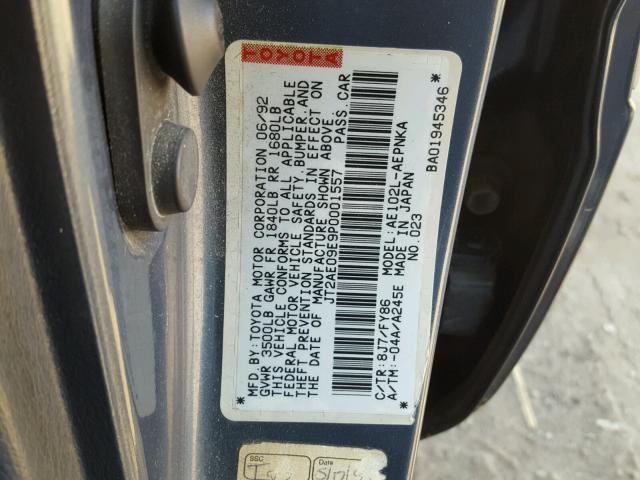 TOYOTA
MFD.BY:TOYOTA MOTOR CORPORATION 06/92
GVWR 3500LB GAWR FR 1840LB RR 1680LB
THIS VEHICLE CONFORMS TO ALL APPLICABLE
FEDERAL MOTOR VEHICLE SAFETY, BUMPER, AND
THEFT PREVENTION STANDARDS IN EFFECT ON
THE DATE OF MANUFACTURE SHOWN ABOVE.
JT2AE09E9P0001557 PASS.CAR
C/TR:8J7/FY86 MODEL:AE102L-AEPNKA
A/TM:-04A/A245E MADE IN JAPAN
NO.023
* BA01945346 *
SSC
Date